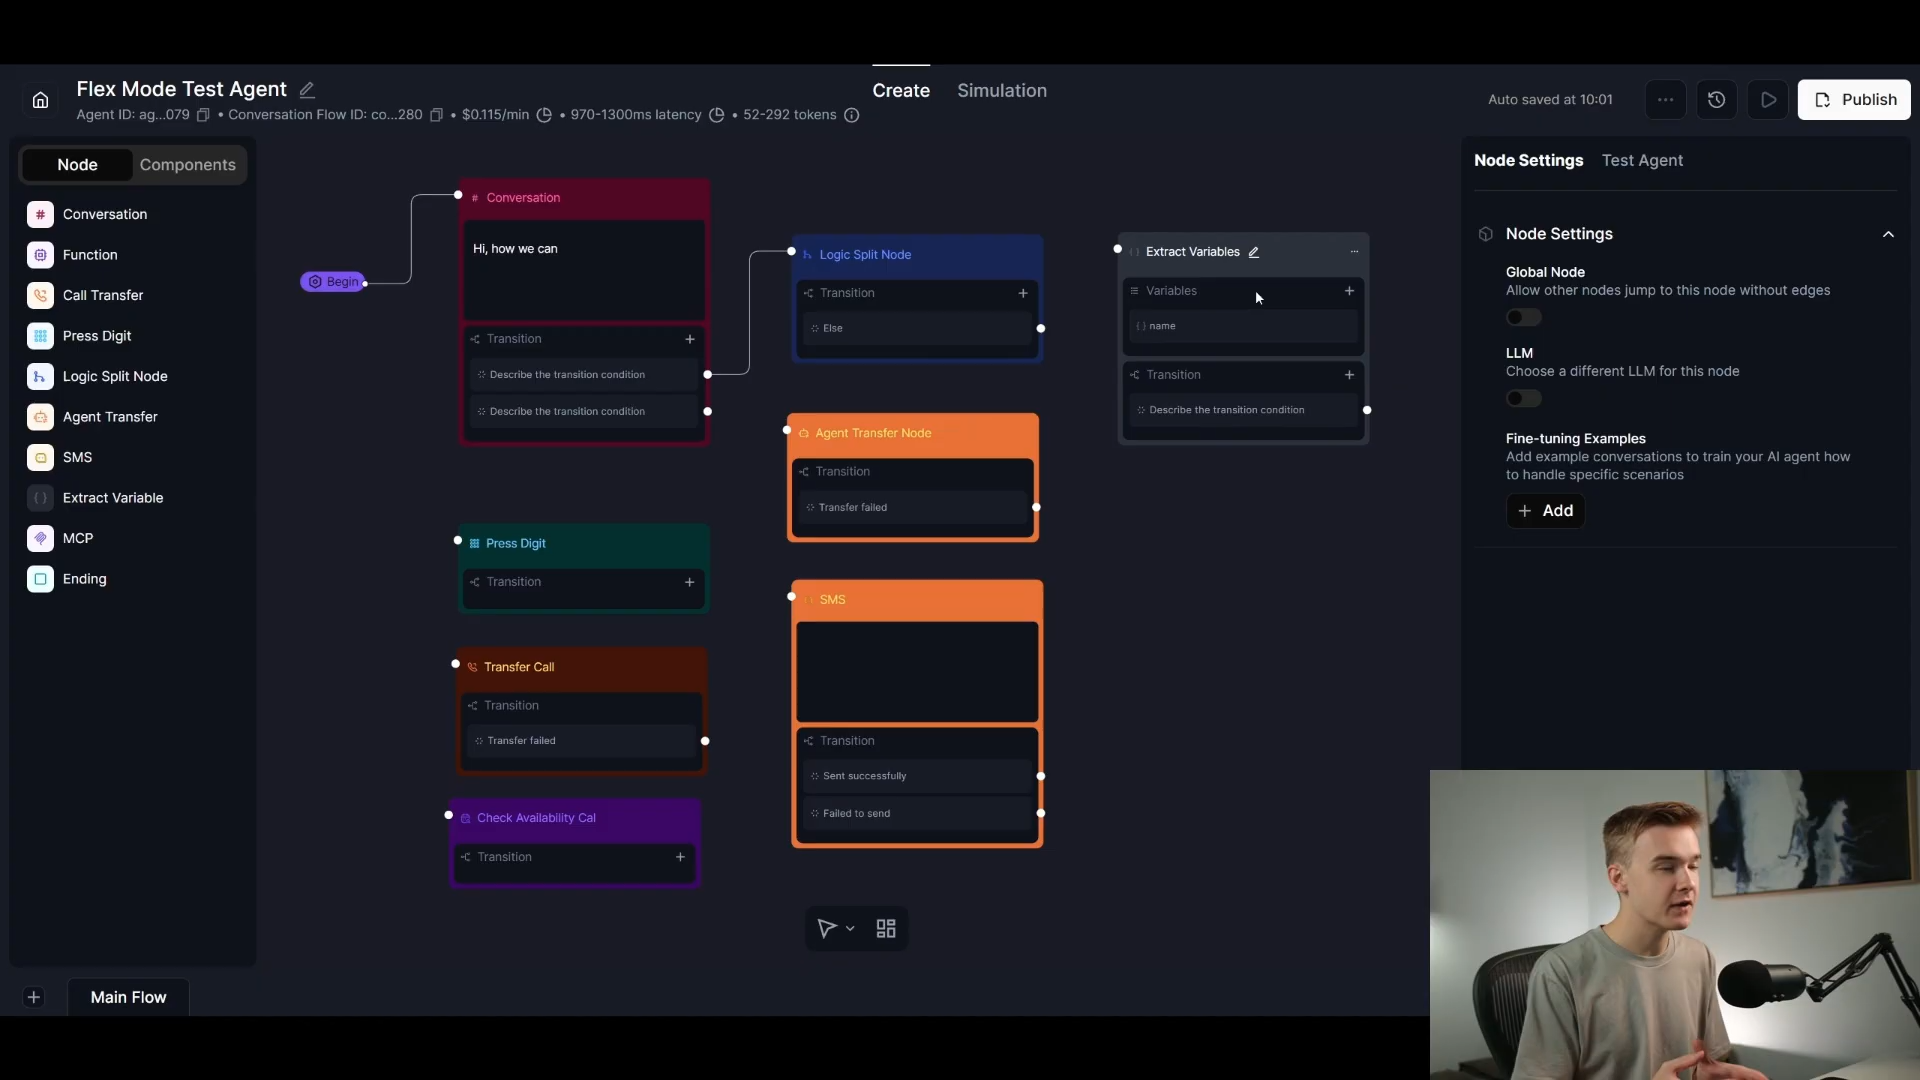 Flex Mode Test Agent
Agent ID: ag...079 • Conversation Flow ID: co...280 • $0.115/min • 970-1300ms latency • 52-292 tokens
Create
Simulation
Auto saved at 10:01
Publish
Node
Components
Conversation
Function
Call Transfer
Press Digit
Logic Split Node
Agent Transfer
SMS
Extract Variable
MCP
Ending
Begin
# Conversation
Hi, how we can
Transition
Describe the transition condition
Describe the transition condition
Press Digit
Transition
Transfer Call
Transition
Transfer failed
Check Availability Cal
Transition
Logic Split Node
Transition
Else
Agent Transfer Node
Transition
Transfer failed
SMS
Transition
Sent successfully
Failed to send
Extract Variables
Variables
name
Transition
Describe the transition condition
Node Settings
Test Agent
Node Settings
Global Node
Allow other nodes jump to this node without edges
LLM
Choose a different LLM for this node
Fine-tuning Examples
Add example conversations to train your AI agent how
to handle specific scenarios
+ Add
Main Flow